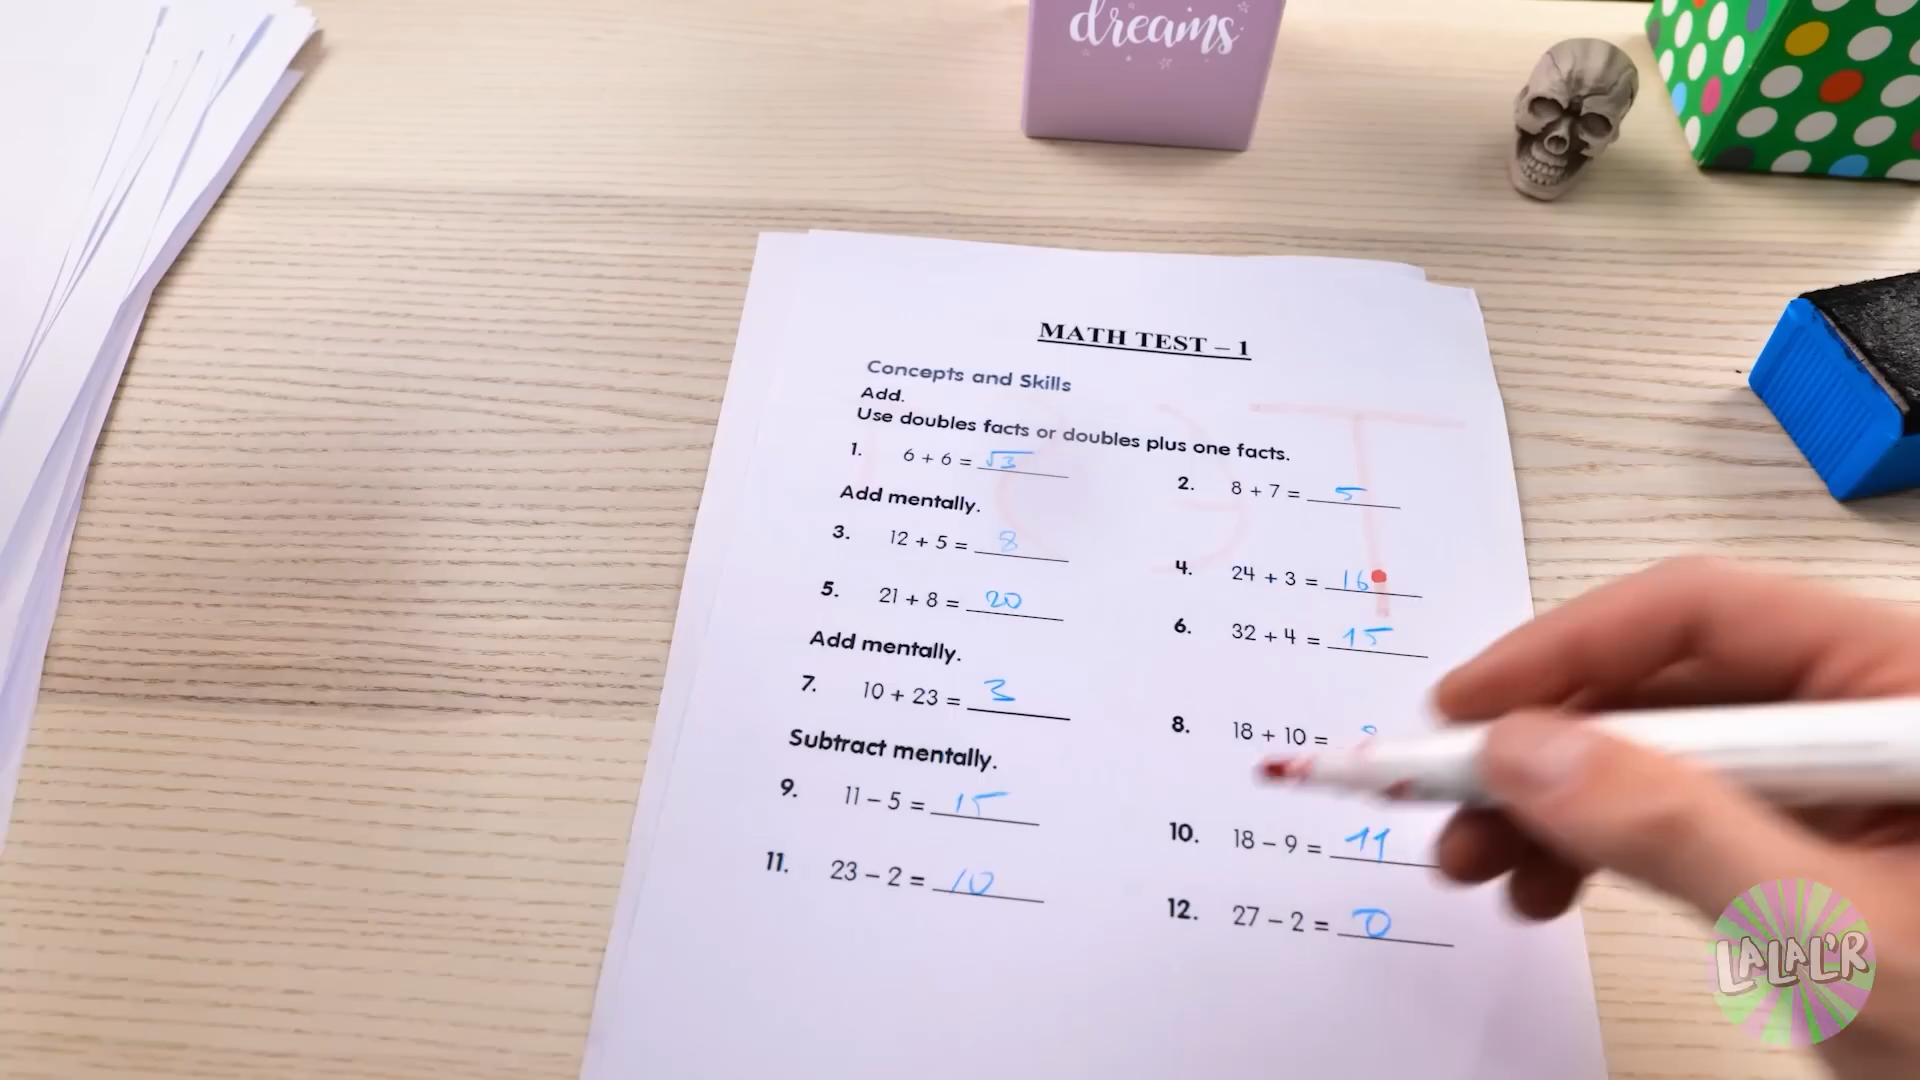 dreams
MATH TEST – 1
Concepts and Skills
Add.
Use doubles facts or doubles plus one facts.
1. 6 + 6 = √3
2. 8 + 7 = 5
Add mentally.
3. 12 + 5 = 8
4. 24 + 3 = 16
5. 21 + 8 = 20
6. 32 + 4 = 15
Add mentally.
7. 10 + 23 = 3
8. 18 + 10 =
Subtract mentally.
9. 11 – 5 = 15
10. 18 – 9 = 11
11. 23 – 2 = 10
12. 27 – 2 = 0
LALAL'R